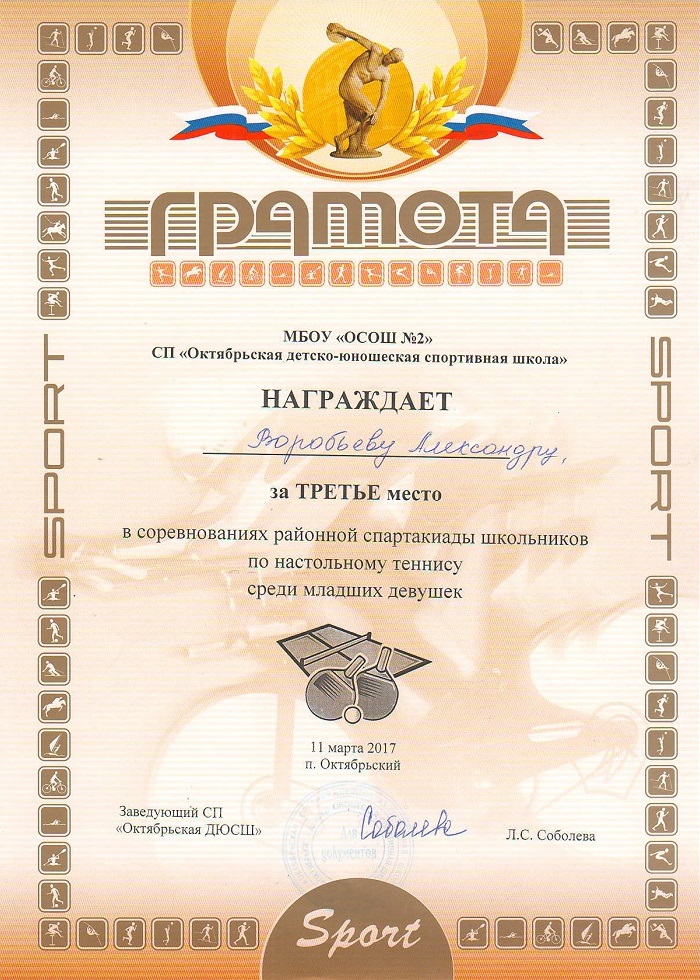 ГРАМОТА
SPORT
SPORT
МБОУ «ОСОШ №2»
СП «Октябрьская детско-юношеская спортивная школа»
НАГРАЖДАЕТ
Воробьеву Александру,
за ТРЕТЬЕ место
в соревнованиях районной спартакиады школьников
по настольному теннису
среди младших девушек
11 марта 2017
п. Октябрьский
Заведующий СП
«Октябрьская ДЮСШ»
Для
документов
Соболева
Л.С. Соболева
Sport